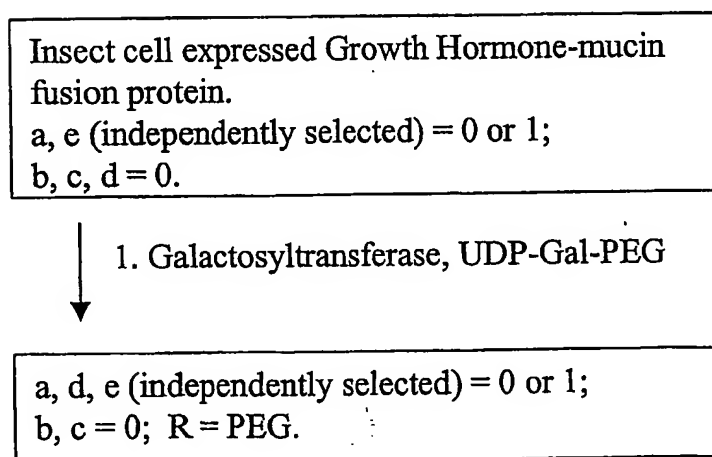 Insect cell expressed Growth Hormone-mucin
fusion protein.
a, e (independently selected) = 0 or 1;
b, c, d = 0.
1. Galactosyltransferase, UDP-Gal-PEG
a, d, e (independently selected) = 0 or 1;
b, c = 0; R = PEG.